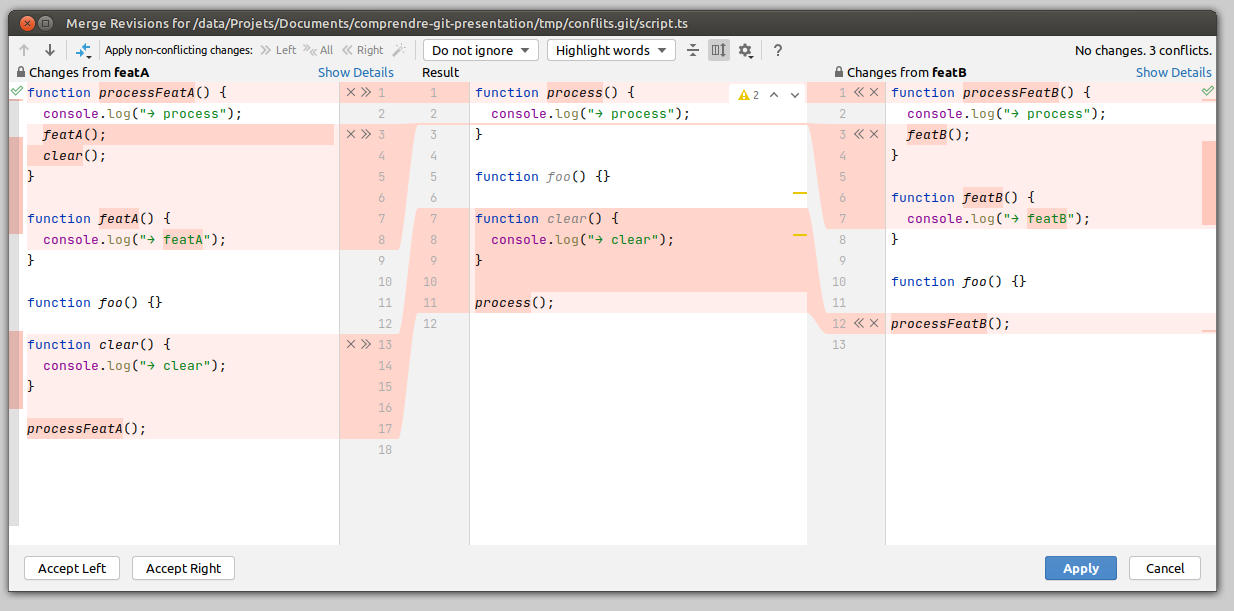 Merge Revisions for /data/Projets/Documents/comprendre-git-presentation/tmp/conflits.git/script.ts
Apply non-conflicting changes: Left All Right Do not ignore Highlight words ? No changes. 3 conflicts.
Changes from featA Show Details Result Changes from featB Show Details
function processFeatA() {
console.log("→ process");
featA();
clear();
}
function featA() {
console.log("→ featA");
}
function foo() {}
function clear() {
console.log("→ clear");
}
processFeatA();
1
2
3
4
5
6
7
8
9
10
11
12
13
14
15
16
17
18
1
2
3
4
5
6
7
8
9
10
11
12
function process() {
console.log("→ process");
}
function foo() {}
function clear() {
console.log("→ clear");
}
process();
2
1
2
3
4
5
6
7
8
9
10
11
12
13
function processFeatB() {
console.log("→ process");
featB();
}
function featB() {
console.log("→ featB");
}
function foo() {}
processFeatB();
Accept Left Accept Right Apply Cancel